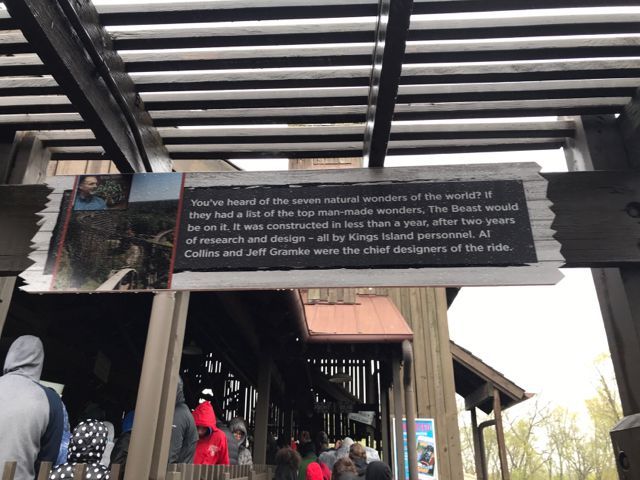 You've heard of the seven natural wonders of the world? If
they had a list of the top man-made wonders, The Beast would
be on it. It was constructed in less than a year, after two years
of research and design – all by Kings Island personnel. Al
Collins and Jeff Gramke were the chief designers of the ride.